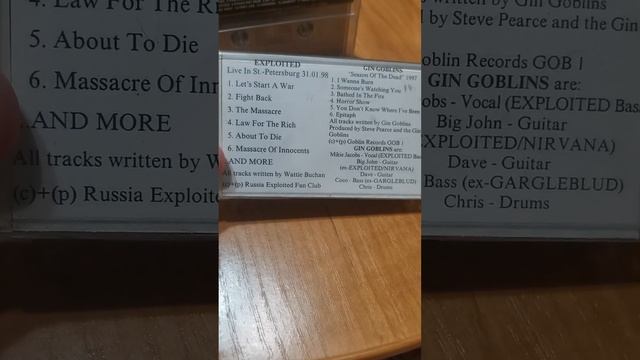 4. Law For The R
5. About To Die
6. Massacre Of Inn
..AND MORE
All tracks written by W
(c)+(p) Russia Exploite
EXPLOITED
Live In St.-Petersburg 31.01.98
1. Let's Start A War
2. Fight Back
3. The Massacre
4. Law For The Rich
5. About To Die
6. Massacre Of Innocents
..AND MORE
All tracks written by Wattie Buchan
(c)+(p) Russia Exploited Fan Club
GIN GOBLINS
"Season Of The Dead" 1997
1. I Wanna Burn
2. Someone's Watching You
3. Bathed In The Fire
4. Horror Show
5. You Don't Know Where I've Been
6. Epitaph
All tracks written by Gin Goblins
Produced by Steve Pearce and the Gin
Goblins
(c)+(p) Goblin Records GOB 1
GIN GOBLINS are:
Mikie Jacobs - Vocal (EXPLOITED Bas
Big John - Guitar
(ex-EXPLOITED/NIRVANA)
Dave - Guitar
Coco - Bass (ex-GARGLEBLUD)
Chris - Drums
written by Gin Goblins
l by Steve Pearce and the Gin
oblin Records GOB 1
GIN GOBLINS are:
obs - Vocal (EXPLOITED Bas
Big John - Guitar
EXPLOITED/NIRVANA)
Dave - Guitar
Bass (ex-GARGLEBLUD)
Chris - Drums